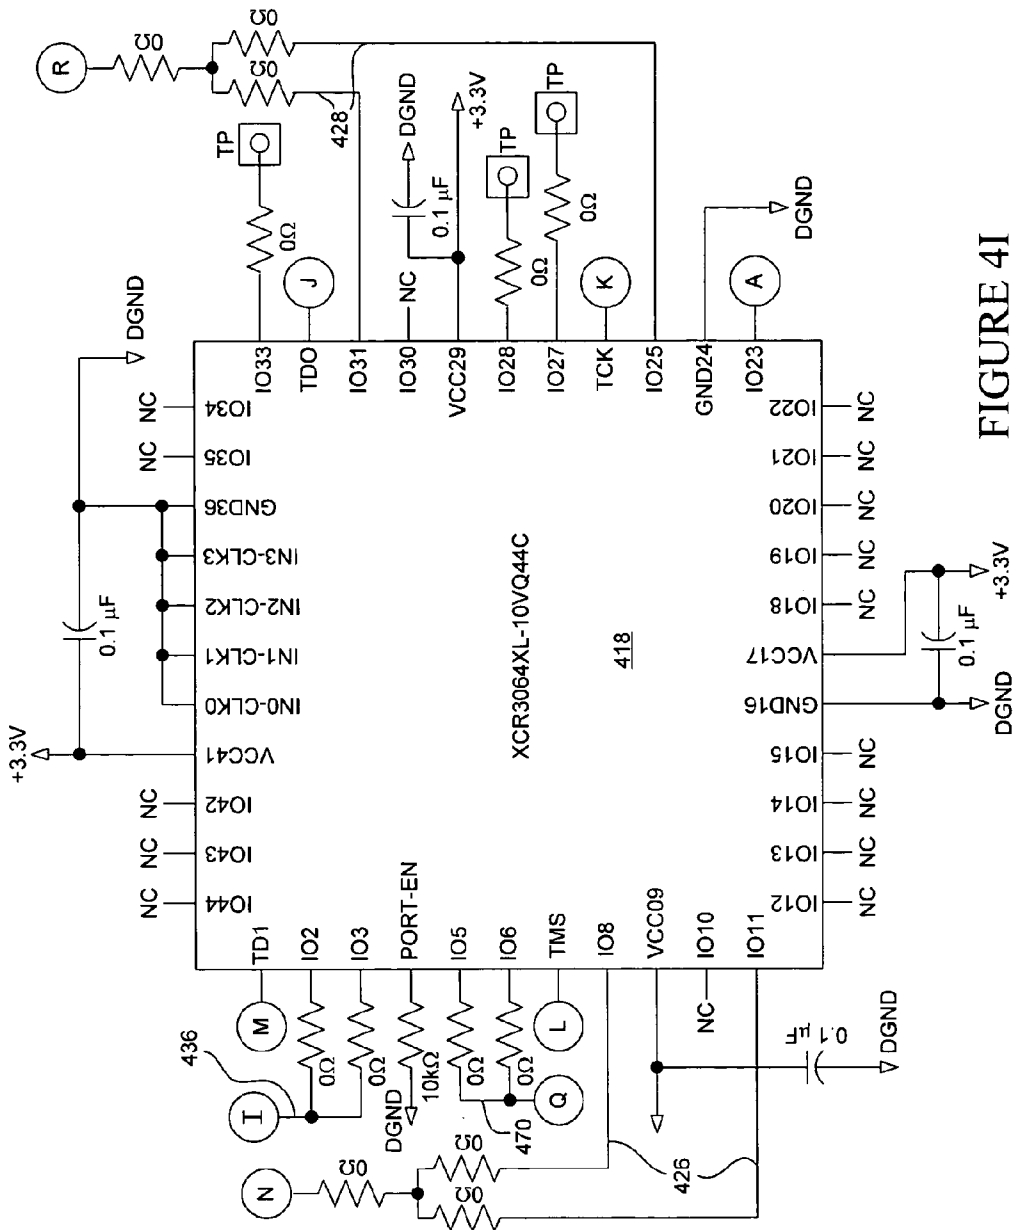 R
0Ω
0Ω
0Ω
428
TP
0Ω
J
DGND
0.1 µF
NC
+3.3V
TP
0Ω
TP
0Ω
K
DGND
A
DGND
IO33
TDO
IO31
IO30
VCC29
IO28
IO27
TCK
IO25
GND24
IO23
NC
IO34
NC
IO35
GND36
IN3-CLK3
IN2-CLK2
IN1-CLK1
IN0-CLK0
VCC41
NC
IO42
NC
IO43
NC
IO44
0.1 µF
+3.3V
XCR3064XL-10VQ44C
418
IO22
NC
IO21
NC
IO20
NC
IO19
NC
IO18
NC
VCC17
GND16
IO15
NC
IO14
NC
IO13
NC
IO12
NC
+3.3V
0.1 µF
DGND
TD1
IO2
IO3
PORT-EN
IO5
IO6
TMS
IO8
VCC09
IO10
IO11
M
0Ω
0Ω
10kΩ
0Ω
0Ω
L
NC
436
I
DGND
470
Q
0.1 µF
DGND
N
0Ω
0Ω
0Ω
426
FIGURE 4I